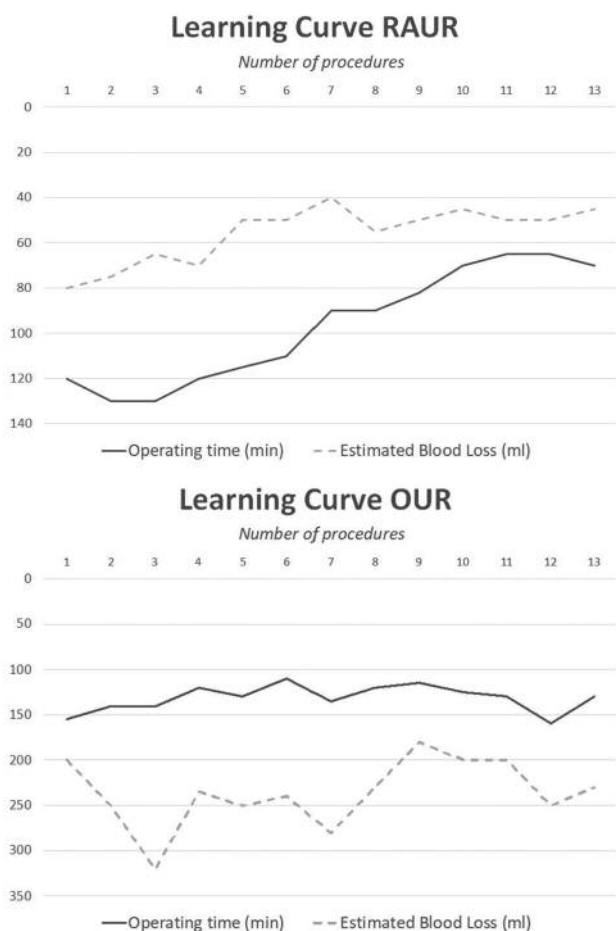 Learning Curve RAUR
Number of procedures
1 2 3 4 5 6 7 8 9 10 11 12 13
0
20
40
60
80
100
120
140
Operating time (min) Estimated Blood Loss (ml)
Learning Curve OUR
Number of procedures
1 2 3 4 5 6 7 8 9 10 11 12 13
0
50
100
150
200
250
300
350
Operating time (min) Estimated Blood Loss (ml)